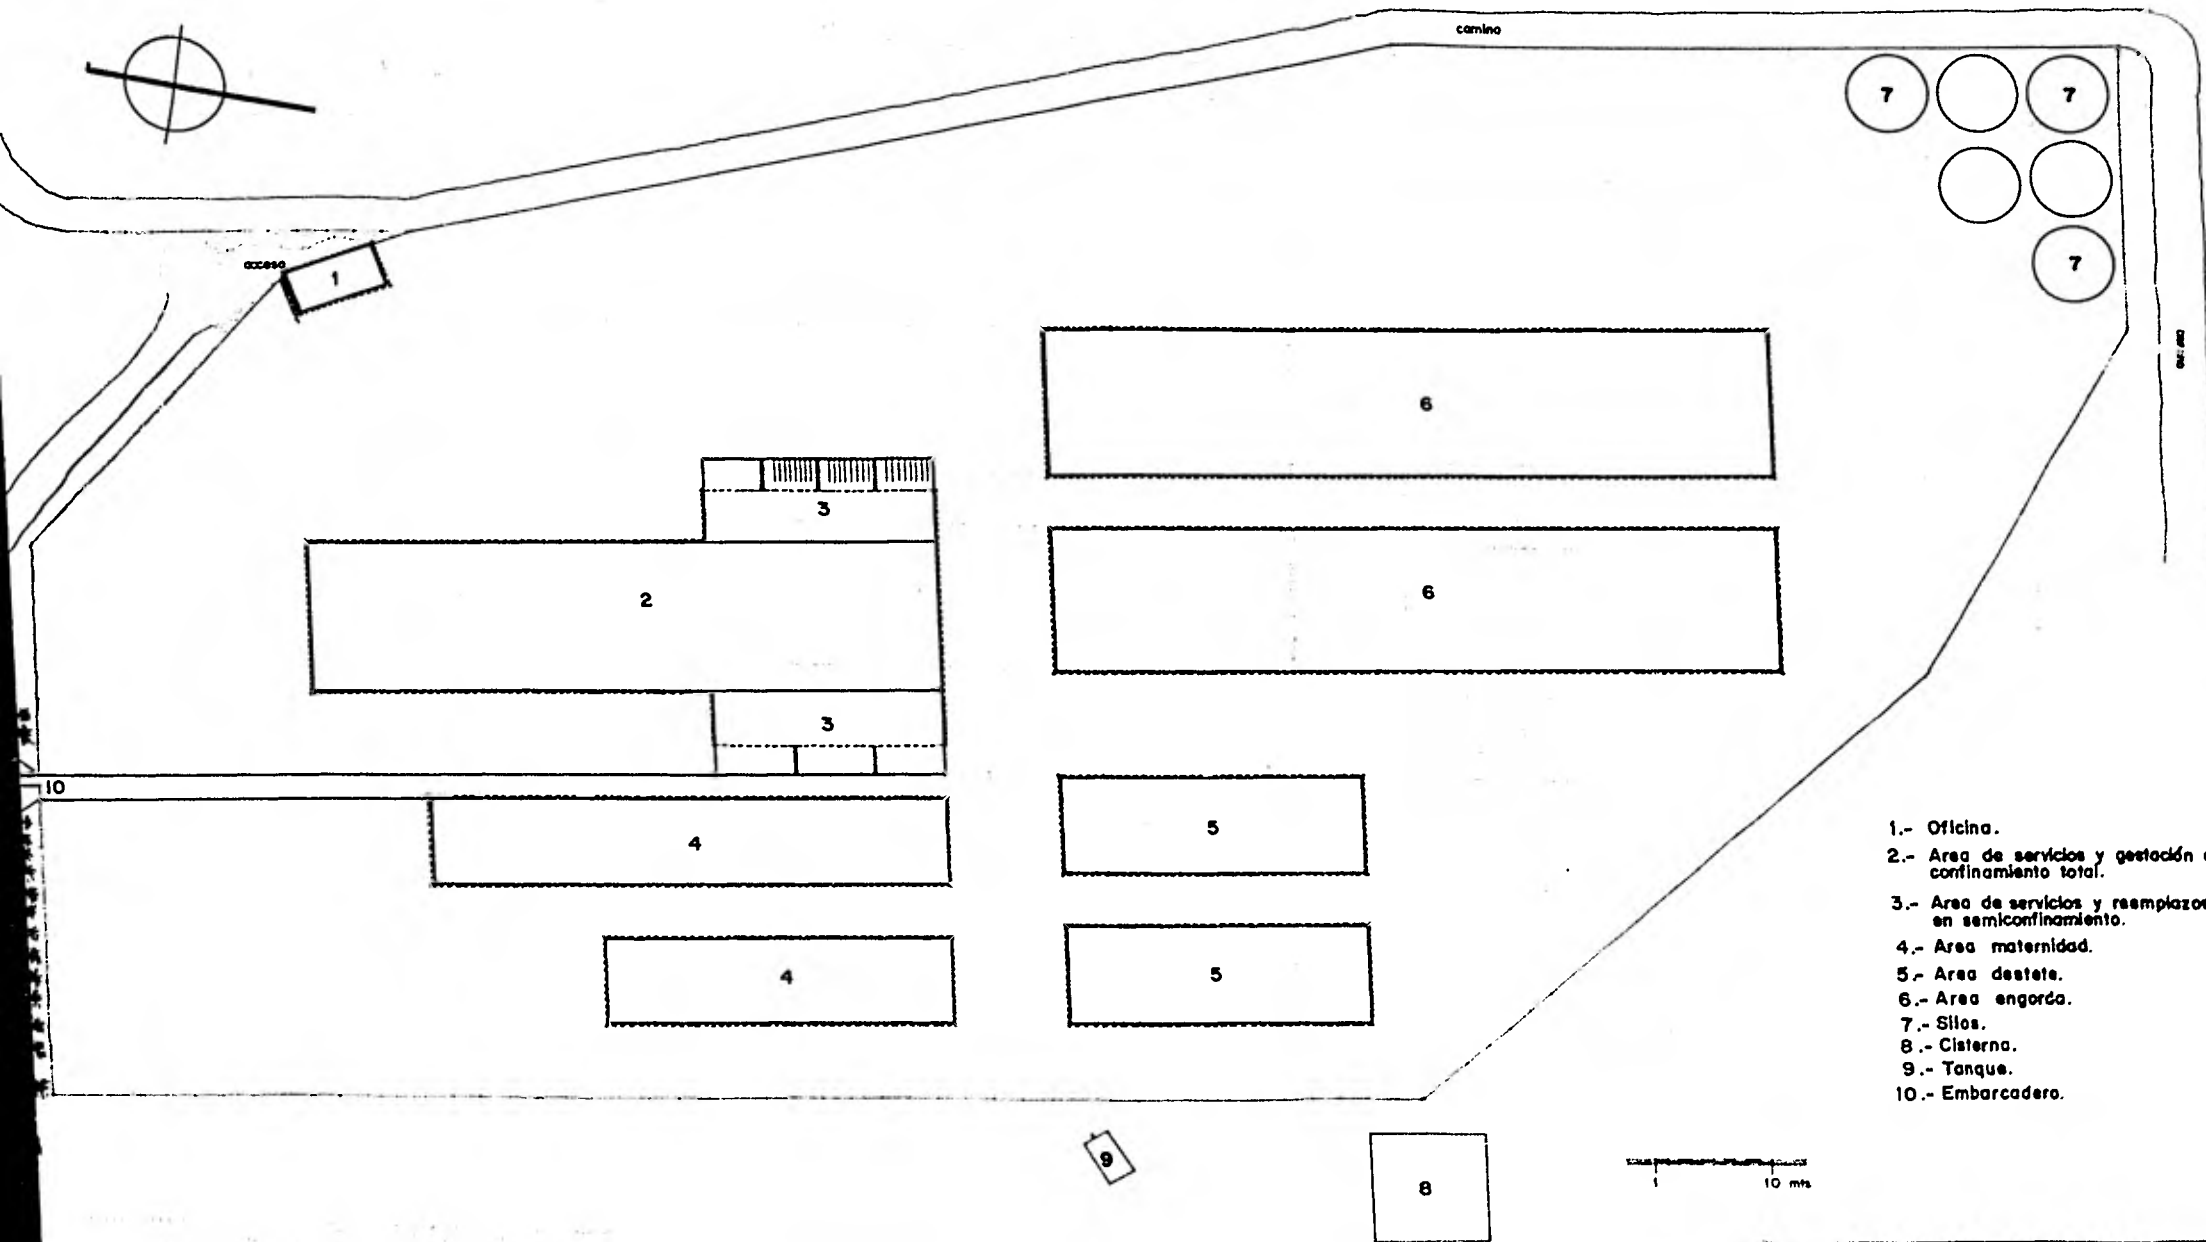 camino
7
7
7
acceso
1
6
3
6
2
3
10
4
5
4
5
1.- Oficina.
2.- Area de servicios y gestación
confinamiento total.
3.- Area de servicios y reemplazos
en semiconfinamiento.
4.- Area maternidad.
5.- Area destete.
6.- Area engorda.
7.- Silos.
8.- Cisterna.
9.- Tanque.
10.- Embarcadero.
9
8
1
10 mts